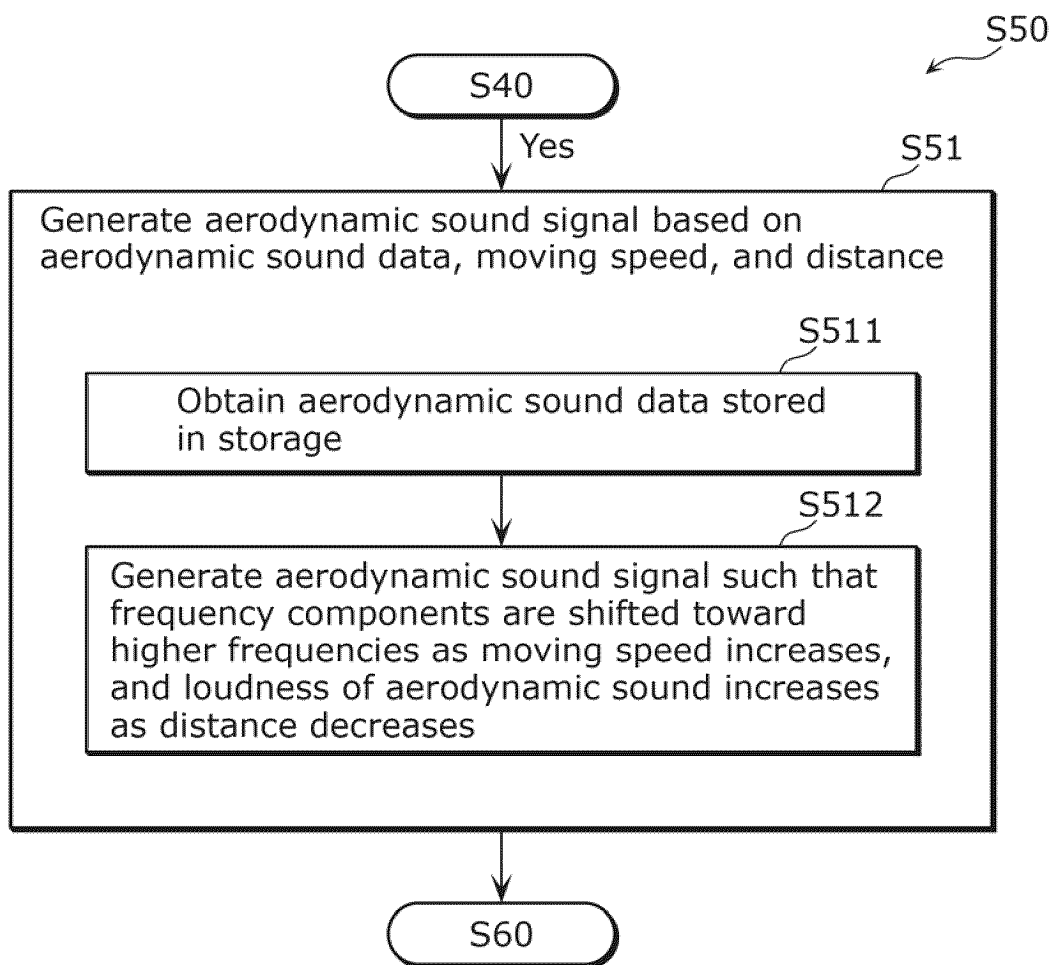 S50
S40
Yes
S51
Generate aerodynamic sound signal based on
aerodynamic sound data, moving speed, and distance
S511
Obtain aerodynamic sound data stored
in storage
S512
Generate aerodynamic sound signal such that
frequency components are shifted toward
higher frequencies as moving speed increases,
and loudness of aerodynamic sound increases
as distance decreases
S60